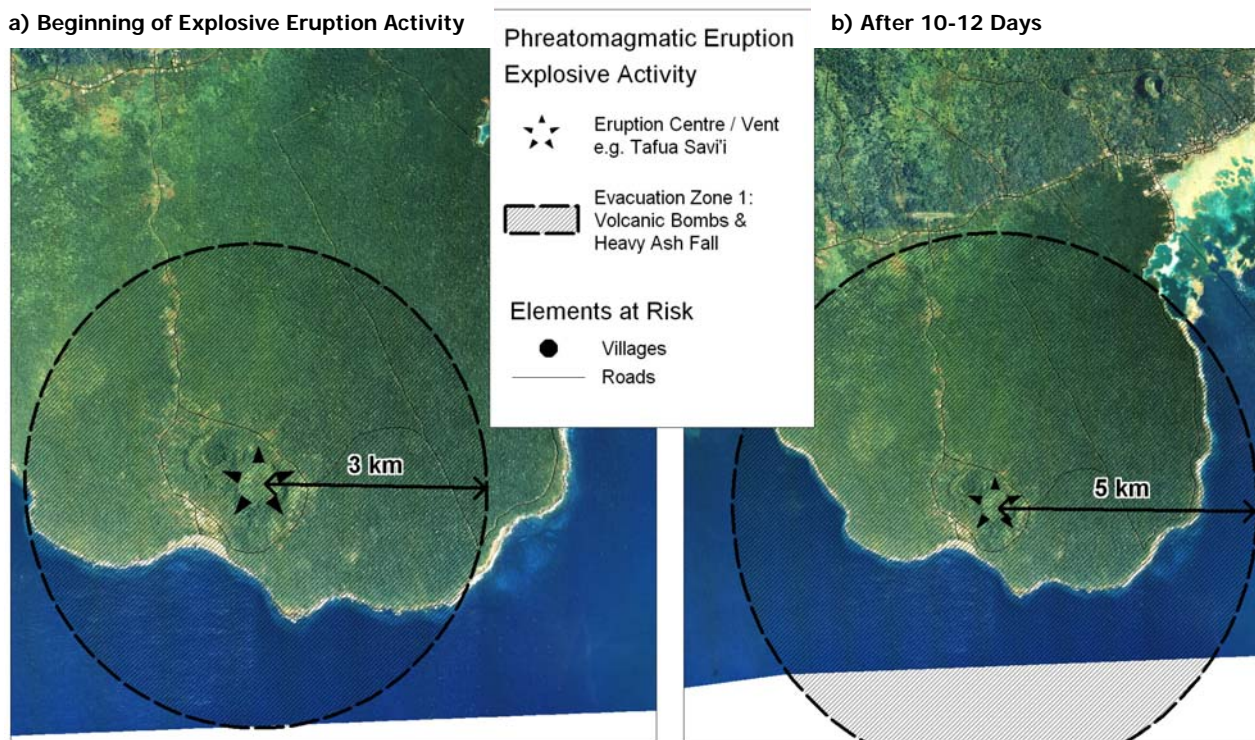 a) Beginning of Explosive Eruption Activity
Phreatomagmatic Eruption
Explosive Activity
Eruption Centre / Vent
e.g. Tafua Savi'i
Evacuation Zone 1:
Volcanic Bombs &
Heavy Ash Fall
Elements at Risk
Villages
Roads
b) After 10-12 Days
3 km
5 km